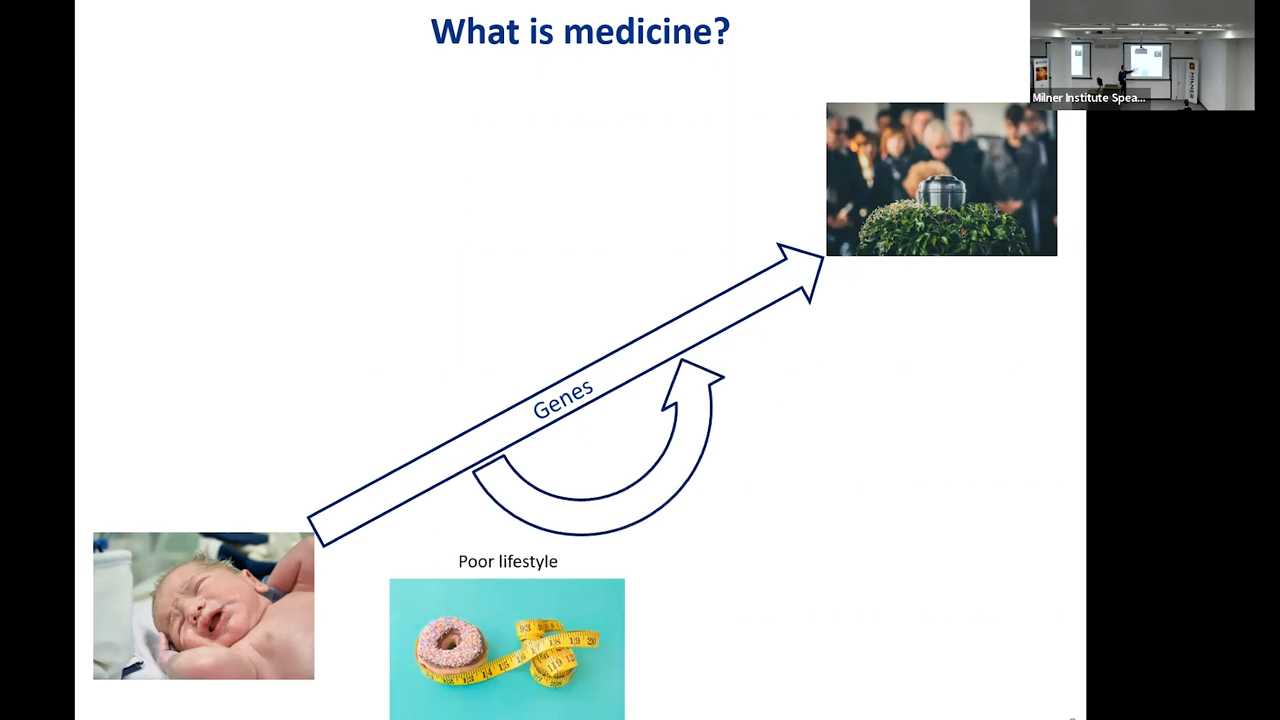 What is medicine?
Milner Institute Spea...
Genes
Poor lifestyle